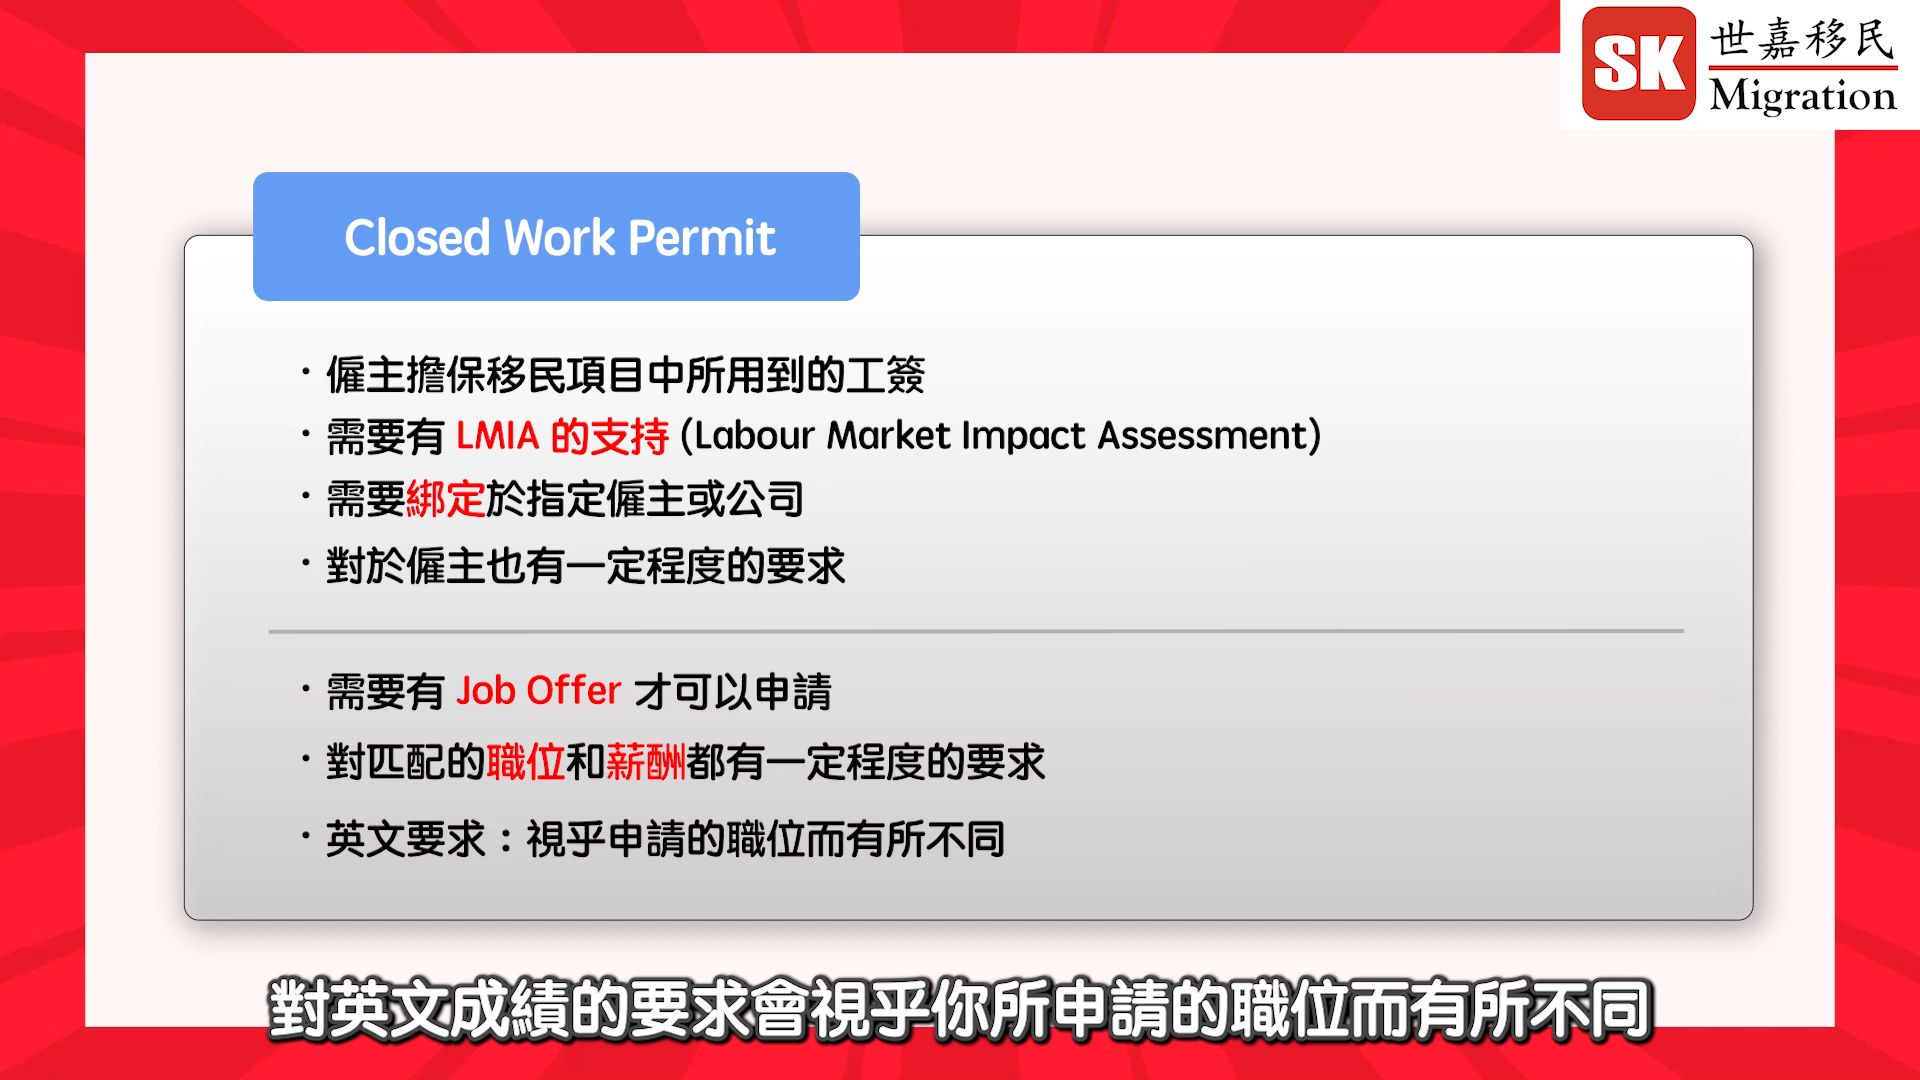 SK 世嘉移民
Migration
Closed Work Permit
· 僱主擔保移民項目中所用到的工簽
· 需要有 LMIA 的支持 (Labour Market Impact Assessment)
· 需要綁定於指定僱主或公司
· 對於僱主也有一定程度的要求
· 需要有 Job Offer 才可以申請
· 對匹配的職位和薪酬都有一定程度的要求
· 英文要求：視乎申請的職位而有所不同
對英文成績的要求會視乎你所申請的職位而有所不同